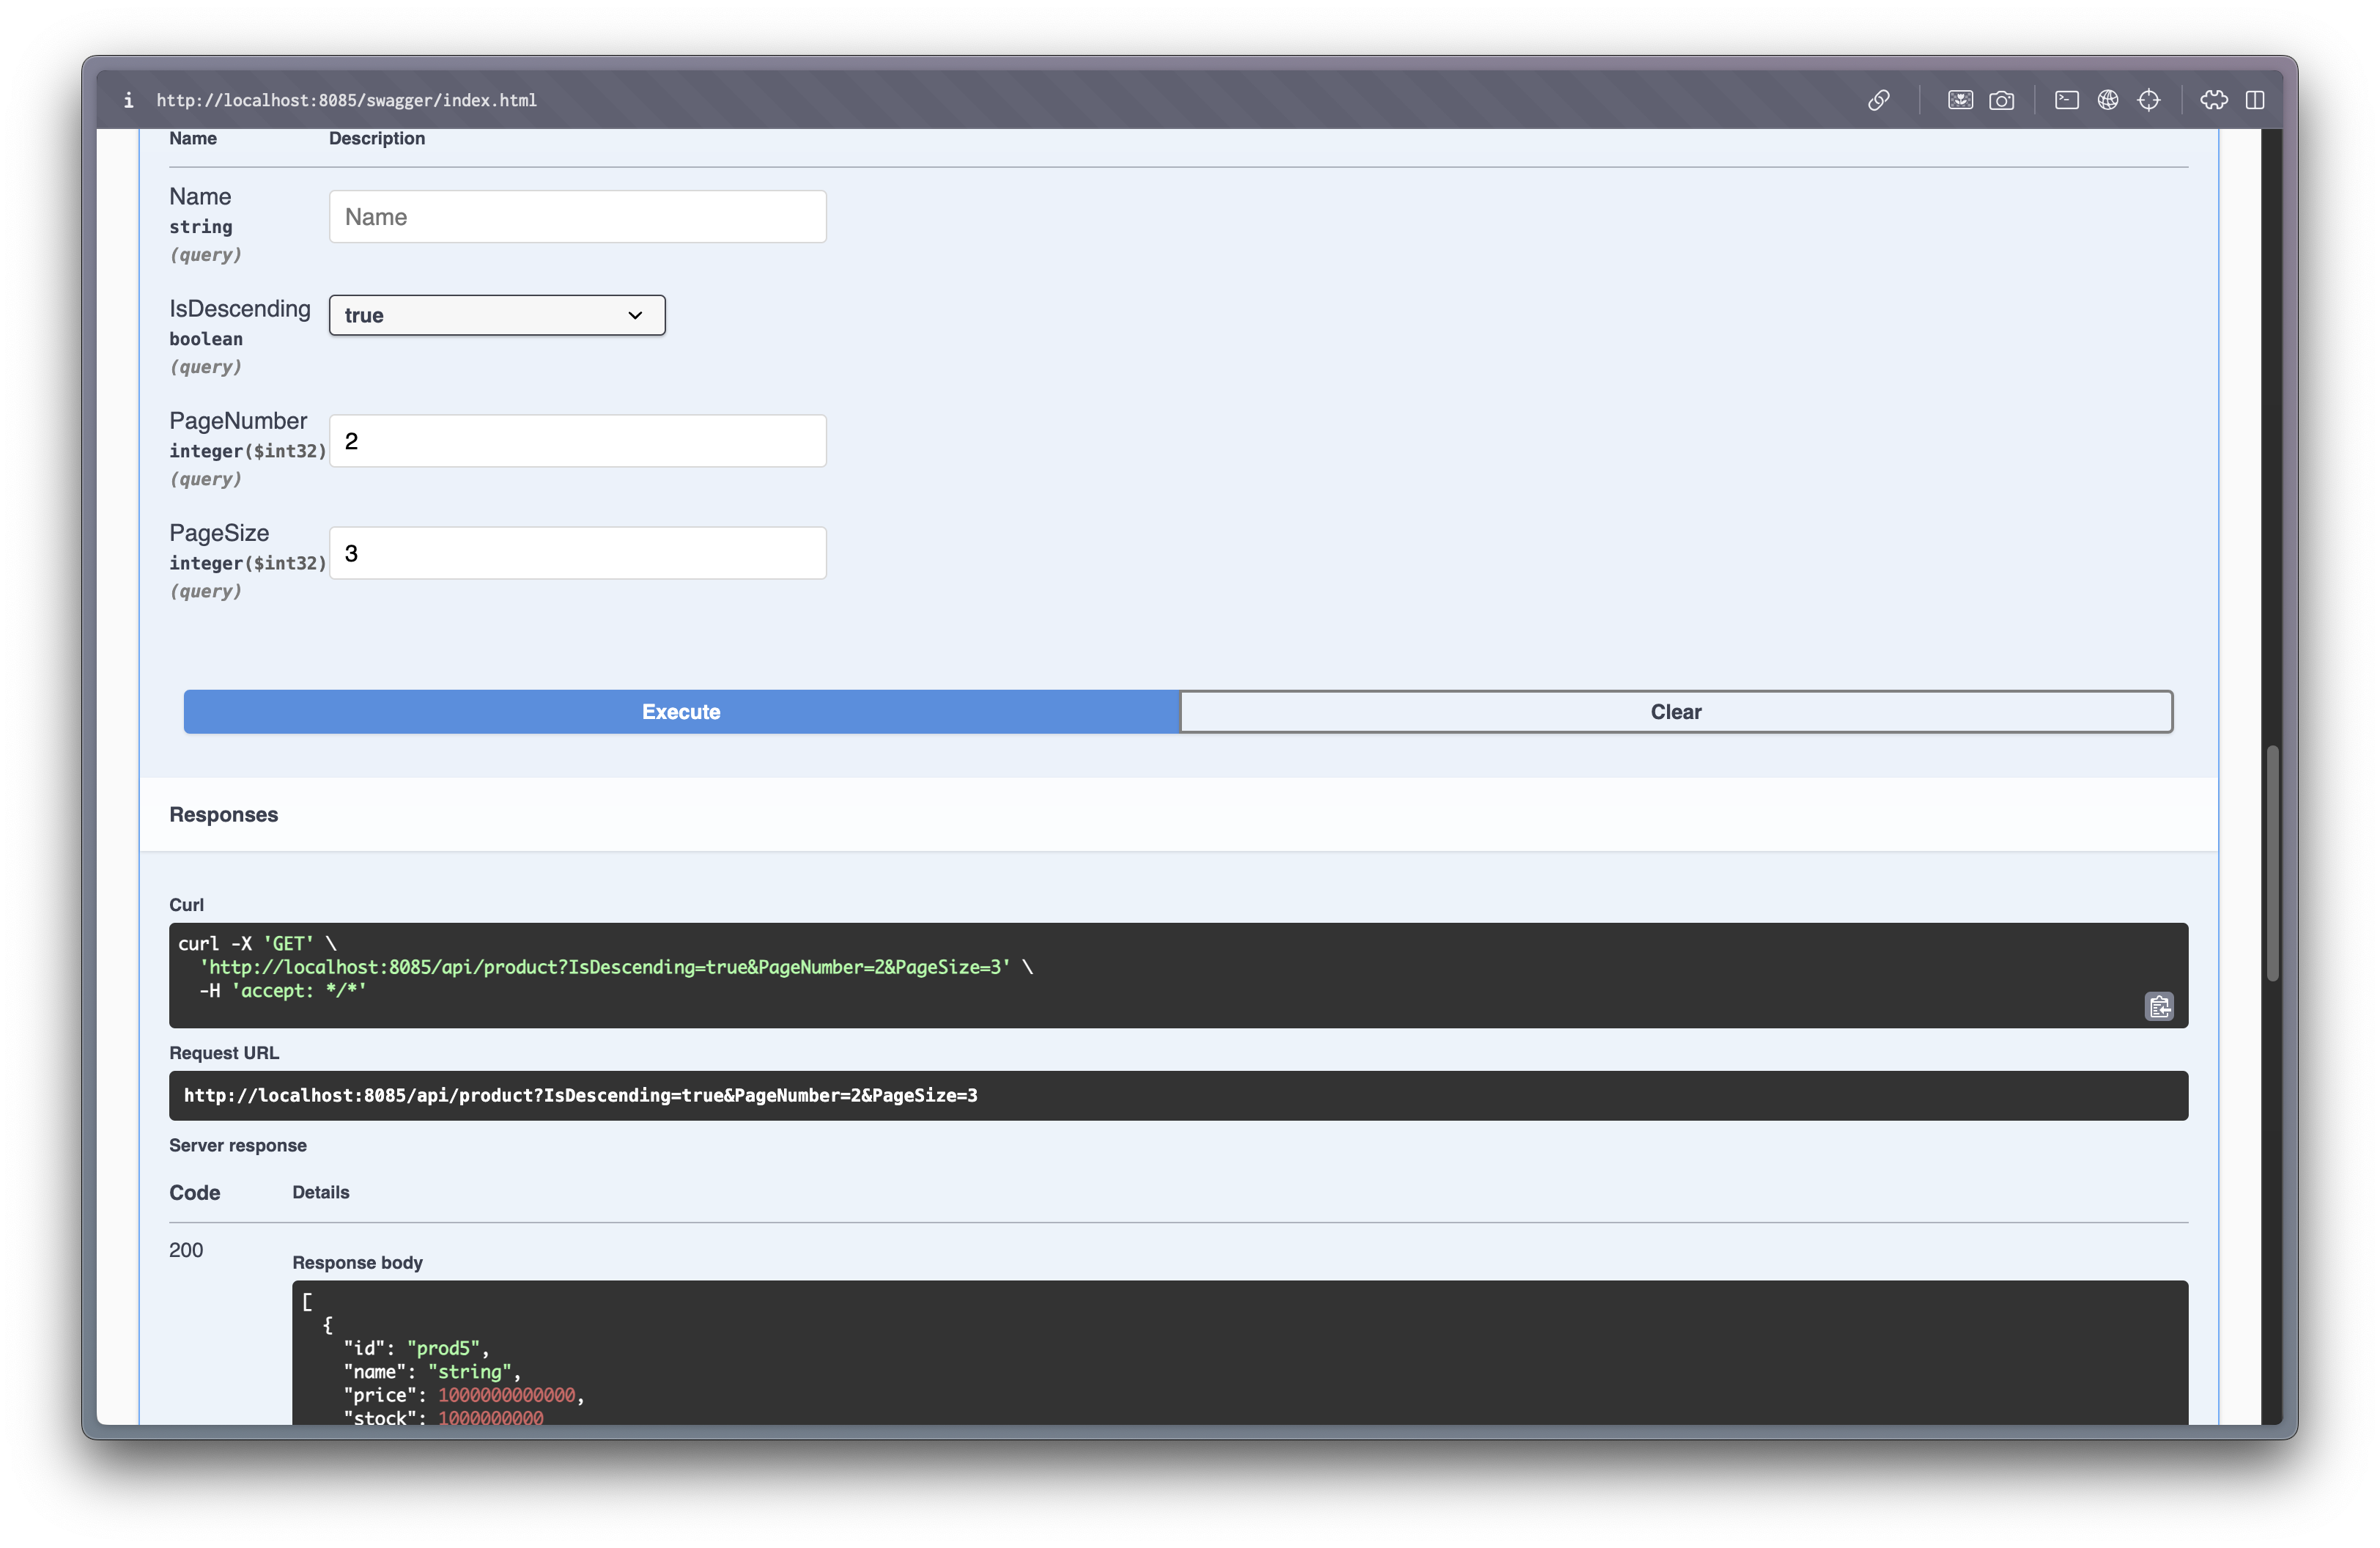 i http://localhost:8085/swagger/index.html
Name Description
Name
string
(query)
Name
IsDescending
boolean
(query)
true
PageNumber
integer($int32)
(query)
2
PageSize
integer($int32)
(query)
3
Execute Clear
Responses
Curl
curl -X 'GET' \
'http://localhost:8085/api/product?IsDescending=true&PageNumber=2&PageSize=3' \
-H 'accept: */*'
Request URL
http://localhost:8085/api/product?IsDescending=true&PageNumber=2&PageSize=3
Server response
Code Details
200
Response body
[
{
"id": "prod5",
"name": "string",
"price": 1000000000000,
"stock": 1000000000